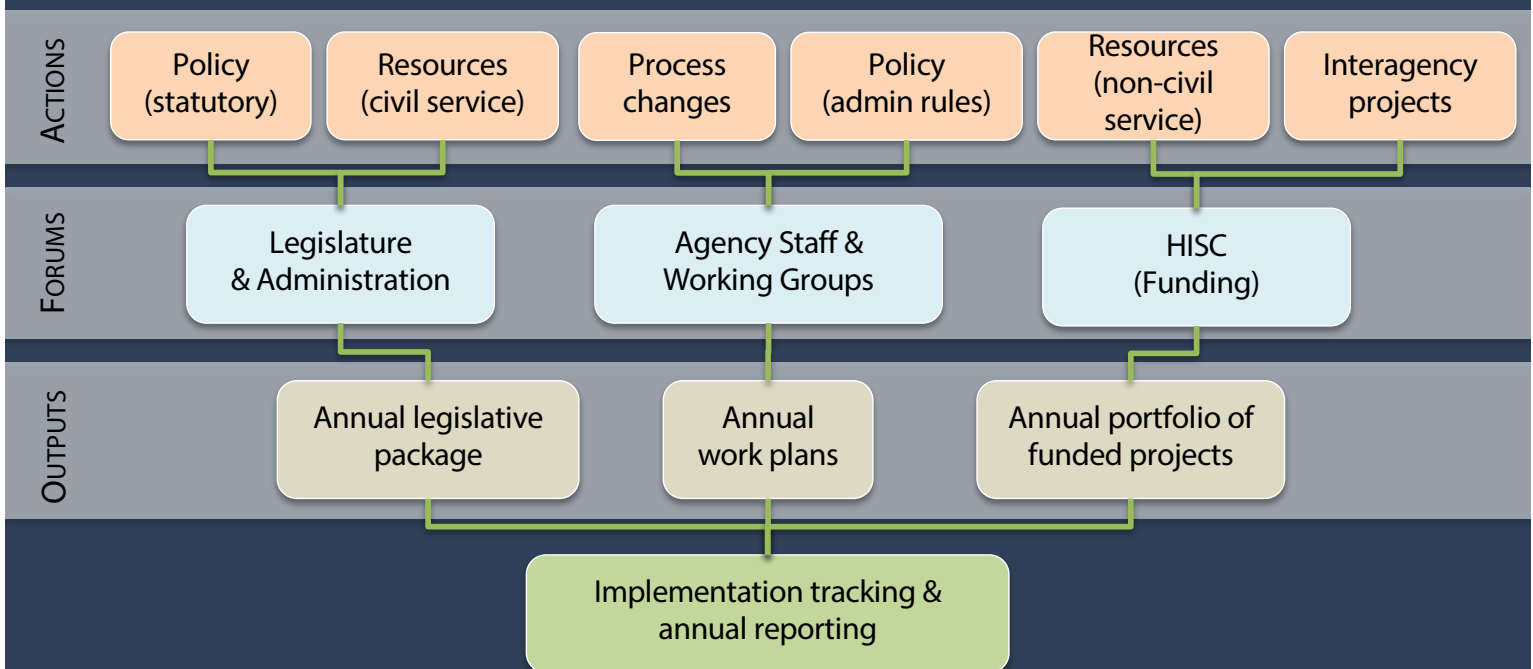 ACTIONS
Policy
(statutory)
Resources
(civil service)
Process
changes
Policy
(admin rules)
Resources
(non-civil
service)
Interagency
projects
FORUMS
Legislature
& Administration
Agency Staff &
Working Groups
HISC
(Funding)
OUTPUTS
Annual legislative
package
Annual
work plans
Annual portfolio of
funded projects
Implementation tracking &
annual reporting